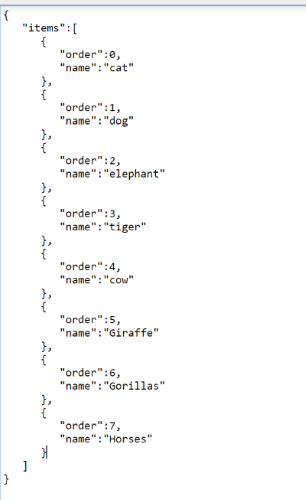 {
"items":[
{
"order":0,
"name":"cat"
},
{
"order":1,
"name":"dog"
},
{
"order":2,
"name":"elephant"
},
{
"order":3,
"name":"tiger"
},
{
"order":4,
"name":"cow"
},
{
"order":5,
"name":"Giraffe"
},
{
"order":6,
"name":"Gorillas"
},
{
"order":7,
"name":"Horses"
}
]
}